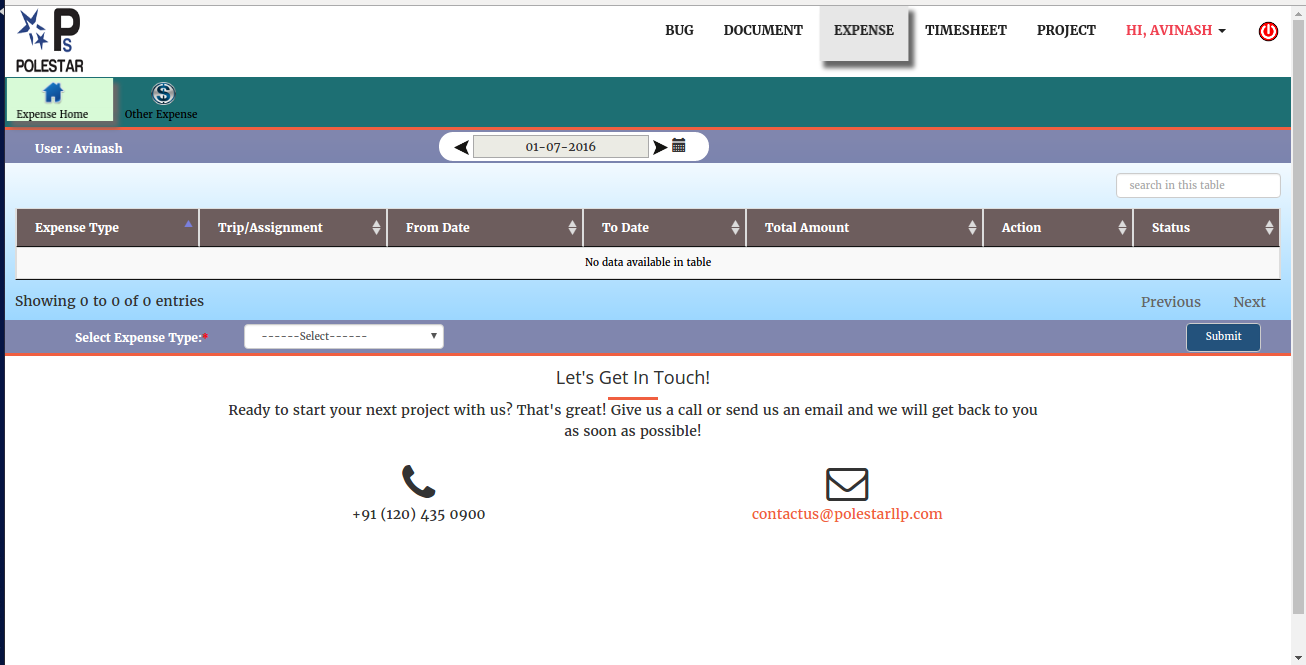 PS
POLESTAR
BUG DOCUMENT EXPENSE TIMESHEET PROJECT HI, AVINASH
Expense Home Other Expense
User : Avinash 01-07-2016
search in this table
Expense Type Trip/Assignment From Date To Date Total Amount Action Status
No data available in table
Showing 0 to 0 of 0 entries Previous Next
Select Expense Type:* ------Select------ Submit
Let's Get In Touch!
Ready to start your next project with us? That's great! Give us a call or send us an email and we will get back to you
as soon as possible!
+91 (120) 435 0900 contactus@polestarllp.com